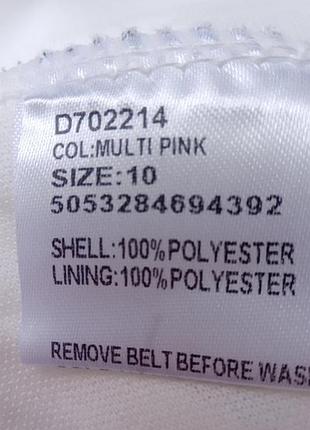 D702214
COL:MULTI PINK
SIZE:10
5053284694392
SHELL:100%POLYESTER
LINING:100%POLYESTER
REMOVE BELT BEFORE WAS